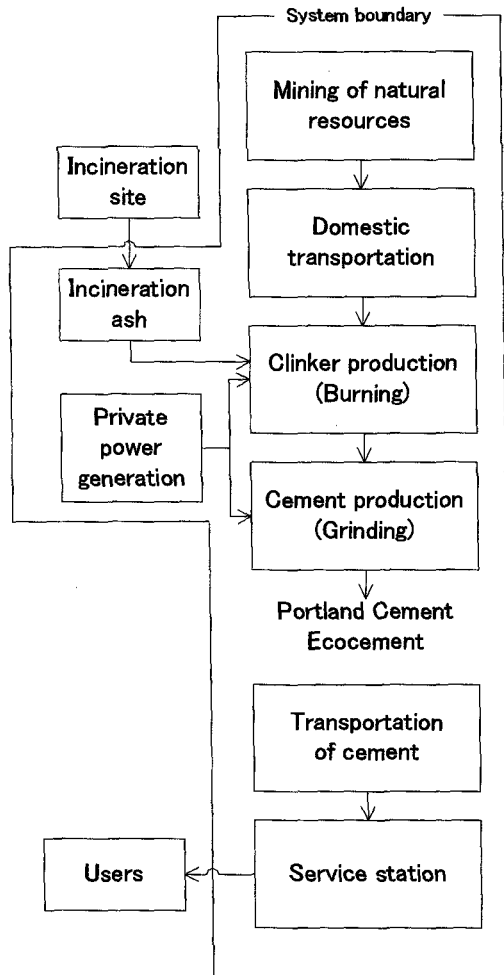 System boundary
Mining of natural
resources
Incineration
site
Domestic
transportation
Incineration
ash
Clinker production
(Burning)
Private
power
generation
Cement production
(Grinding)
Portland Cement
Ecocement
Transportation
of cement
Users
Service station